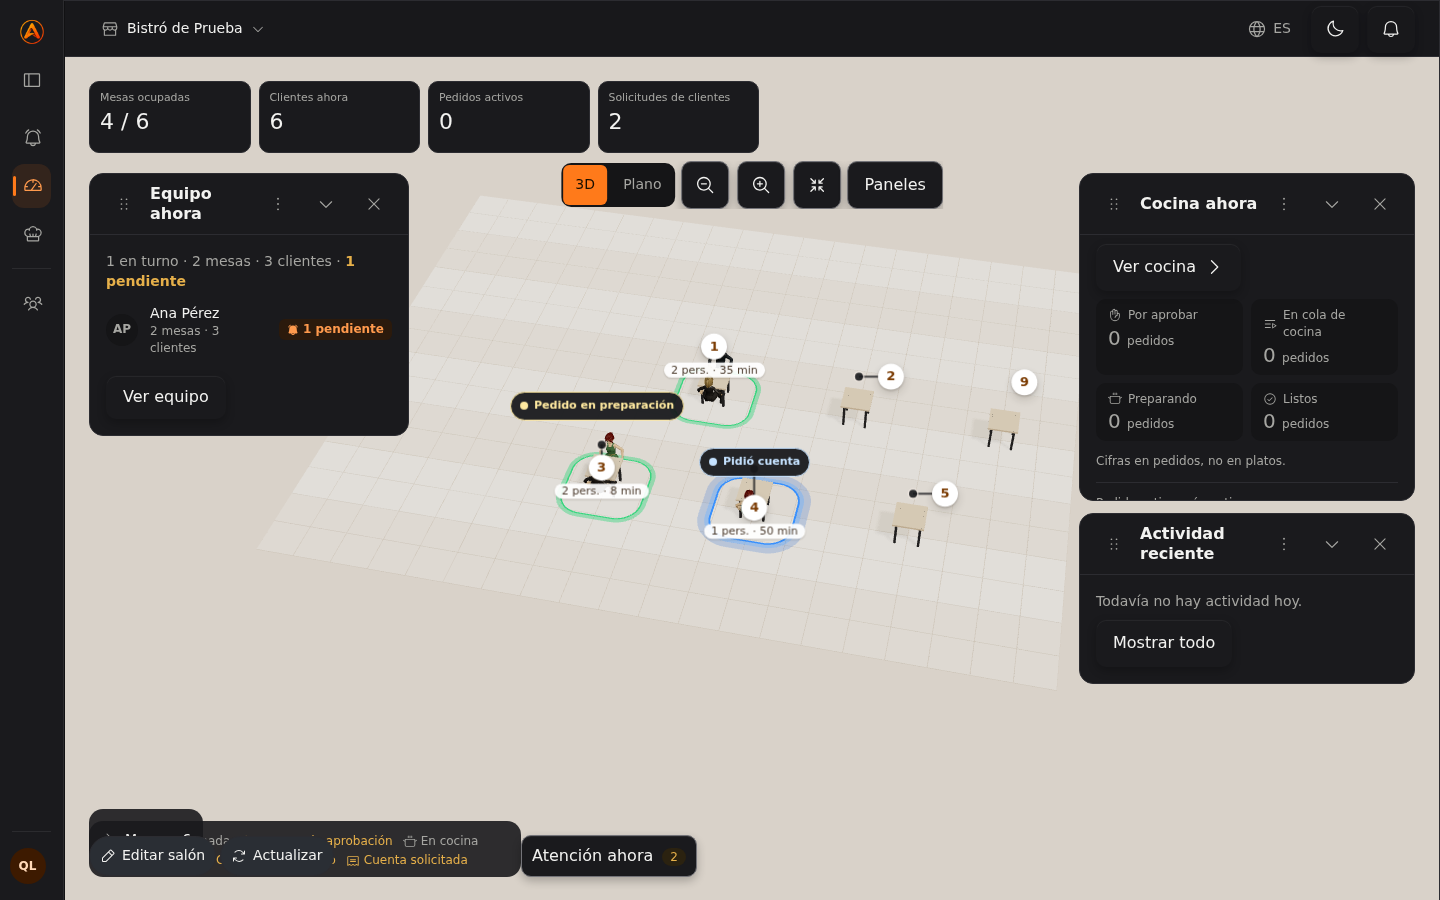 Bistró de Prueba
ES
Mesas ocupadas
4 / 6
Clientes ahora
6
Pedidos activos
0
Solicitudes de clientes
2
3D
Plano
Paneles
Equipo ahora
1 en turno · 2 mesas · 3 clientes · 1 pendiente
AP
Ana Pérez
2 mesas · 3 clientes
1 pendiente
Ver equipo
1
2 pers. · 35 min
2
9
Pedido en preparación
3
2 pers. · 8 min
Pidió cuenta
4
1 pers. · 50 min
5
Cocina ahora
Ver cocina
Por aprobar
0 pedidos
En cola de cocina
0 pedidos
Preparando
0 pedidos
Listos
0 pedidos
Cifras en pedidos, no en platos.
Actividad reciente
Todavía no hay actividad hoy.
Mostrar todo
aprobación
En cocina
Editar salón
Actualizar
Cuenta solicitada
Atención ahora 2
QL